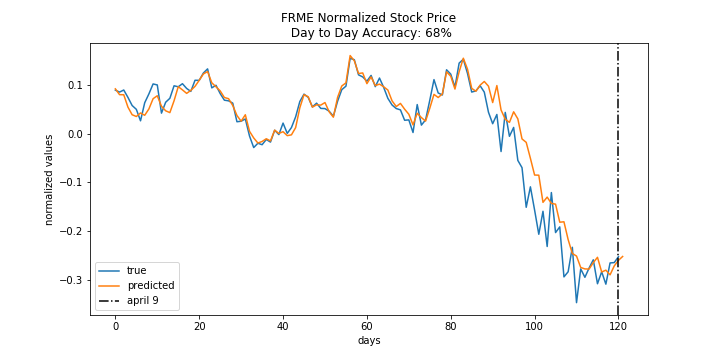 FRME Normalized Stock Price
Day to Day Accuracy: 68%
normalized values
0.1
0.0
−0.1
−0.2
−0.3
true
predicted
april 9
0 20 40 60 80 100 120
days